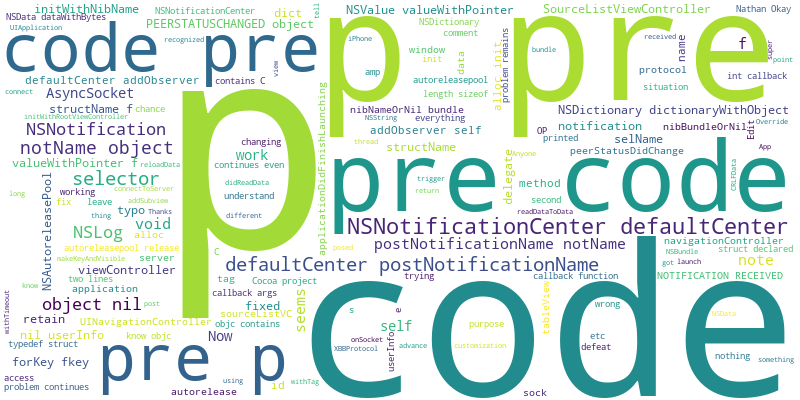 initWithNibName
NSNotificationCenter
dict
tell
NSValue valueWithPointer
SourceListViewController
Nathan Okay
NSData dataWithBytes
PEERSTATUSCHANGED object
NSDictionary
UIApplication
code pre
recognized
view
iPhone
comment
p
pre
bundle
received
name
f
super
point
window
init
data
alloc init
problem remains
protocol
int callback
defaultCenter addObserver
contains C
amp
autoreleasepool
situation
connect
AsyncSocket
length sizeof
structName f
chance
nibNameOrNil bundle
NSDictionary dictionaryWithObject
initWithRootViewController
NSString
everything
Override
NSNotification
changing
addObserver self
OP
notification
nibBundleOrNil
Edit
notName object
work
thread
printed
selName
App
valueWithPointer f
reloadData
continues even
structName
peerStatusDidChange
Anyone
p
applicationDidFinishLaunching
pre
code
selector
didReadData
trigger
delegate
method
CRLFData
long
working
connectToServer
understand
return
NSAutoreleasePool
fix
leave
addSubview
second
thing
typo
Thanks
different
readDataToData
NSLog
void
NSNotificationCenter defaultCenter
alloc
C
autoreleasepool release
posed
postNotificationName notName
navigationController
makeKeyAndVisible
server
NSBundle
struct declared
viewController
defaultCenter postNotificationName
got
launch
note
know
two lines
tag
Cocoa project
trying
callback function
NOTIFICATION RECEIVED
application
callback args
code
withTimeout
object nil
post
fixed
seems
sourceListVC
s
e
tableView
wrong
NSData
retain
UINavigationController
self
purpose
nil userInfo
know objc
objc contains
Now
userInfo
onSocket
advance
etc
typedef struct
pre p
XBBProtocol
customization
defeat
nothing
something
forKey fkey
access
using
id
withTag
problem continues
autorelease
sock